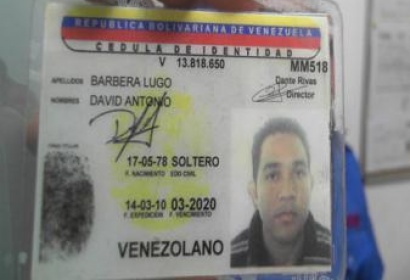 REPUBLICA BOLIVARIANA DE VENEZUELA
CEDULA DE IDENTIDAD
V 13.818.650
MM518
APELLIDOS BARBERA LUGO
Dante Rivas
Director
NOMBRES DAVID ANTONIO
17-05-78 SOLTERO
F. NACIMIENTO EDO CIVIL
14-03-10 03-2020
F. EXPEDICION F. VENCIMIENTO
VENEZOLANO